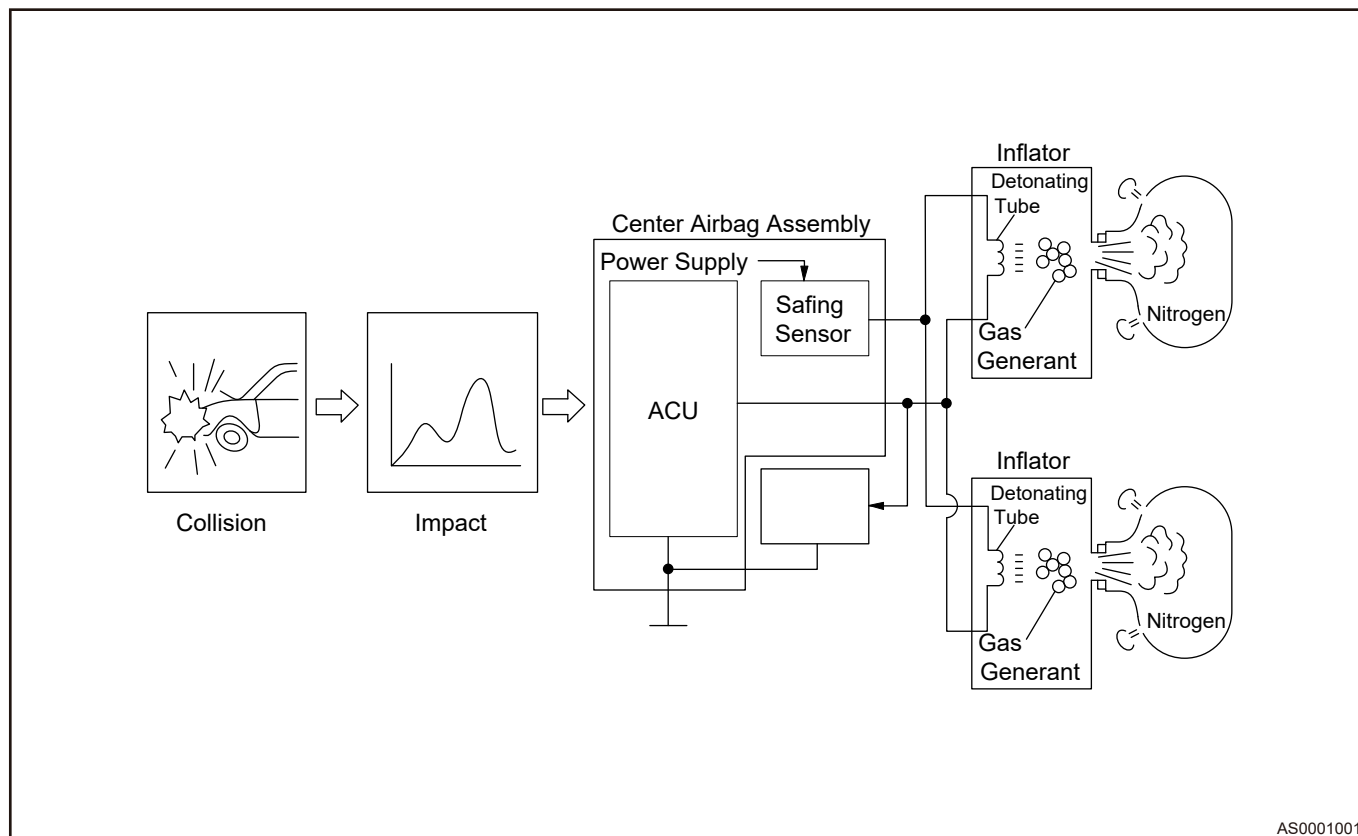 Collision
Impact
Center Airbag Assembly
Power Supply
ACU
Safing
Sensor
Inflator
Detonating
Tube
Gas
Generant
Nitrogen
Inflator
Detonating
Tube
Gas
Generant
Nitrogen
AS0001001